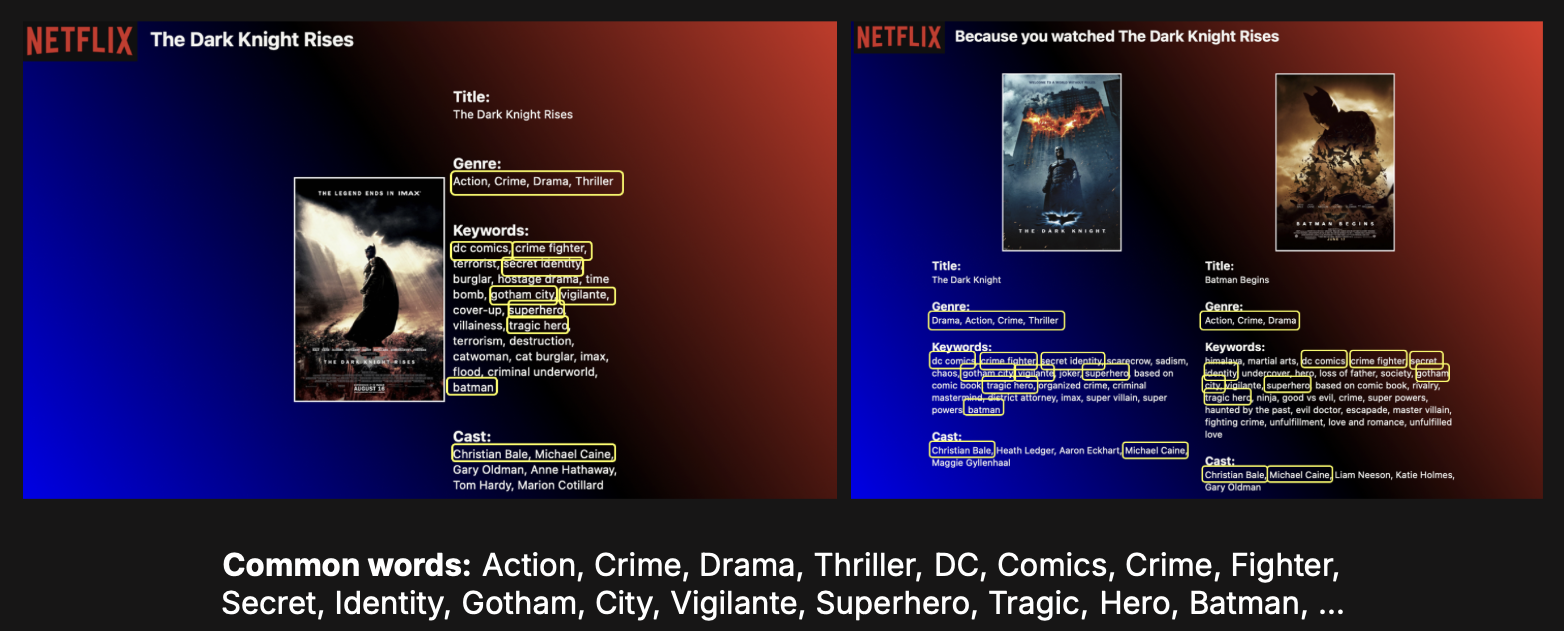 NETFLIX The Dark Knight Rises
Title:
The Dark Knight Rises
Genre:
Action, Crime, Drama, Thriller
Keywords:
dc comics, crime fighter,
terrorist, secret identity,
burglar, hostage drama, time
bomb, gotham city, vigilante,
cover-up, superhero,
villainess, tragic hero,
terrorism, destruction,
catwoman, cat burglar, imax,
flood, criminal underworld,
batman
Cast:
Christian Bale, Michael Caine,
Gary Oldman, Anne Hathaway,
Tom Hardy, Marion Cotillard
THE LEGEND ENDS IN IMAX
THE DARK KNIGHT RISES
NETFLIX Because you watched The Dark Knight Rises
THE DARK KNIGHT
Title:
The Dark Knight
Genre:
Drama, Action, Crime, Thriller
Keywords:
dc comics, crime fighter, secret identity, scarecrow, sadism,
chaos, gotham city, vigilante, joker, superhero, based on
comic book, tragic hero, organized crime, criminal
mastermind, district attorney, imax, super villain, super
powers, batman
Cast:
Christian Bale, Heath Ledger, Aaron Eckhart, Michael Caine,
Maggie Gyllenhaal
BATMAN BEGINS
Title:
Batman Begins
Genre:
Action, Crime, Drama
Keywords:
himalaya, martial arts, dc comics, crime fighter, secret
identity, undercover, hero, loss of father, society, gotham
city, vigilante, superhero, based on comic book, rivalry,
tragic hero, ninja, good vs evil, crime, super powers,
haunted by the past, evil doctor, escapade, master villain,
fighting crime, unfulfillment, love and romance, unfulfilled
love
Cast:
Christian Bale, Michael Caine, Liam Neeson, Katie Holmes,
Gary Oldman
Common words: Action, Crime, Drama, Thriller, DC, Comics, Crime, Fighter,
Secret, Identity, Gotham, City, Vigilante, Superhero, Tragic, Hero, Batman, ...